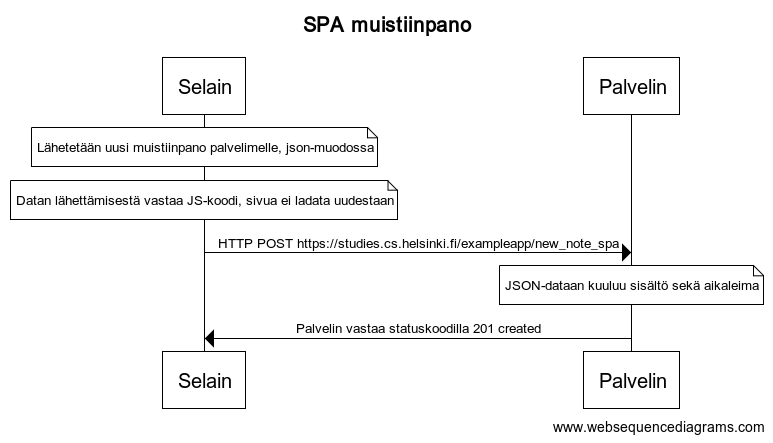 SPA muistiinpano
Selain
Palvelin
Lähetetään uusi muistiinpano palvelimelle, json-muodossa
Datan lähettämisestä vastaa JS-koodi, sivua ei ladata uudestaan
HTTP POST https://studies.cs.helsinki.fi/exampleapp/new_note_spa
JSON-dataan kuuluu sisältö sekä aikaleima
Palvelin vastaa statuskoodilla 201 created
Selain
Palvelin
www.websequencediagrams.com